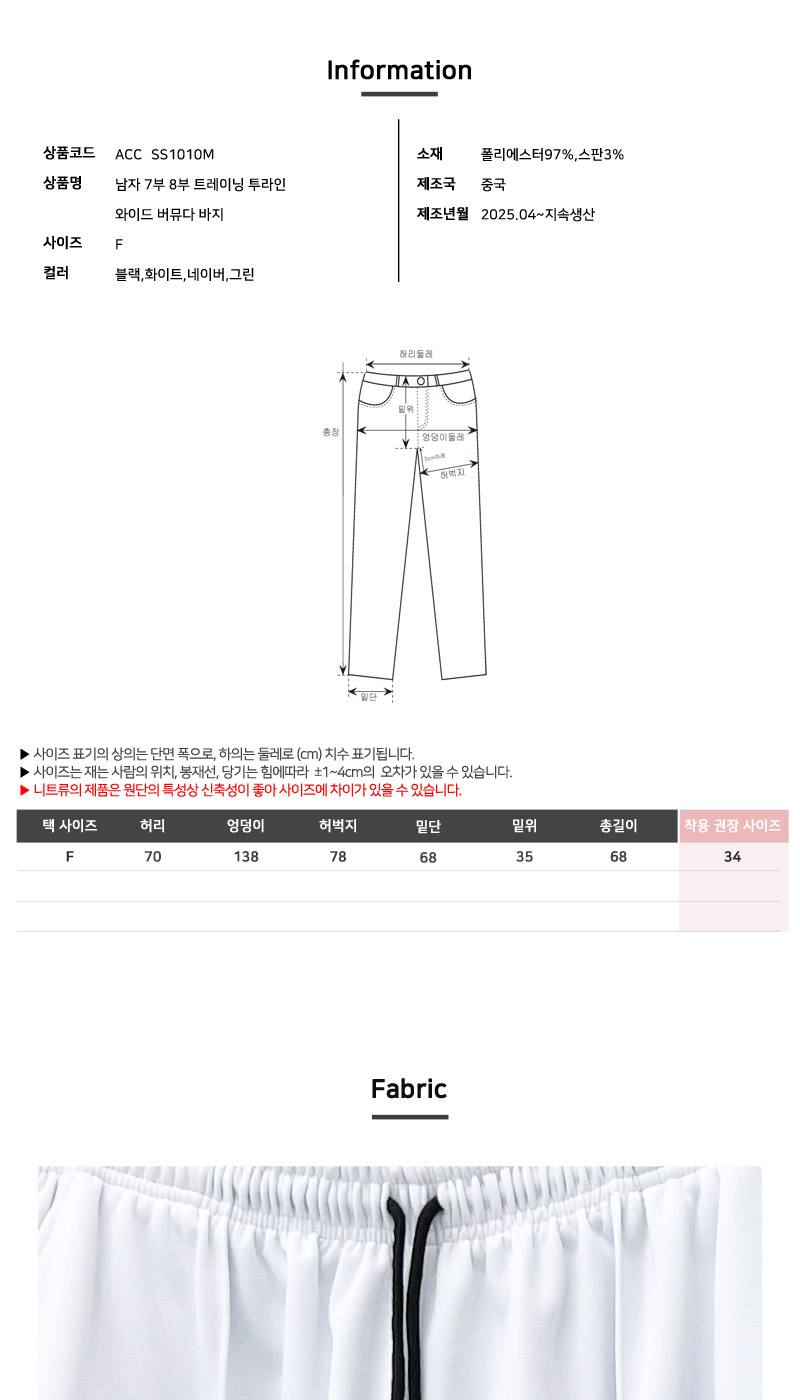 Information
상품코드 ACC SS1010M
상품명 남자 7부 8부 트레이닝 투라인
와이드 버뮤다 바지
사이즈 F
컬러 블랙,화이트,네이버,그린
소재 폴리에스터97%,스판3%
제조국 중국
제조년월 2025.04~지속생산
허리둘레
밑위
총장
엉덩이둘레
5cm아래
허벅지
밑단
▶ 사이즈 표기의 상의는 단면 폭으로, 하의는 둘레로 (cm) 치수 표기됩니다.
▶ 사이즈는 재는 사람의 위치, 봉재선, 당기는 힘에따라 ±1~4cm의 오차가 있을 수 있습니다.
▶ 니트류의 제품은 원단의 특성상 신축성이 좋아 사이즈에 차이가 있을 수 있습니다.
택 사이즈 허리 엉덩이 허벅지 밑단 밑위 총길이 착용 권장 사이즈
F 70 138 78 68 35 68 34
Fabric